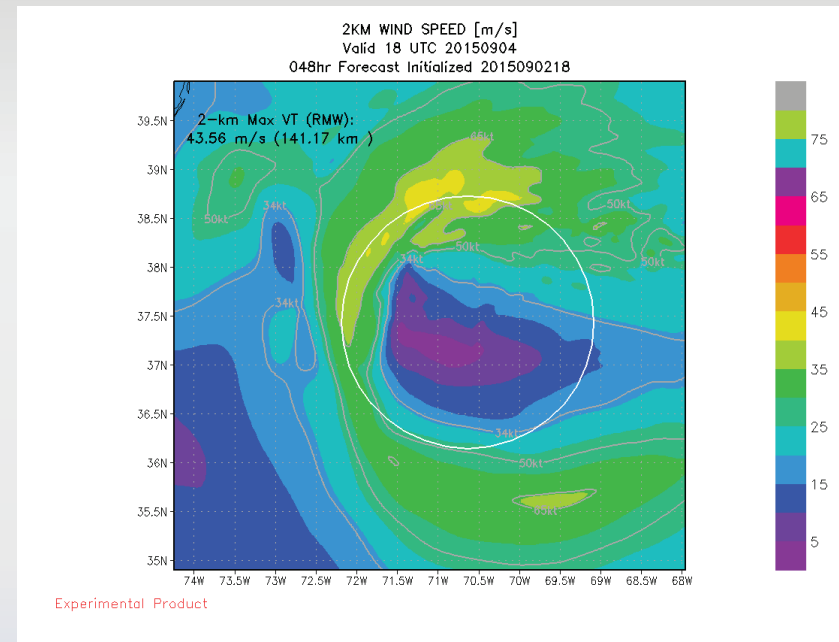 2KM WIND SPEED [m/s]
Valid 18 UTC 20150904
048hr Forecast Initialized 2015090218
2-km Max VT (RMW):
43.56 m/s (141.17 km )
39.5N
39N
38.5N
38N
37.5N
37N
36.5N
36N
35.5N
35N
65kt
34kt
50kt
50kt
50kt
34kt
50kt
34kt
34kt
50kt
65kt
74W 73.5W 73W 72.5W 72W 71.5W 71W 70.5W 70W 69.5W 69W 68.5W 68W
75
65
55
45
35
25
15
5
Experimental Product